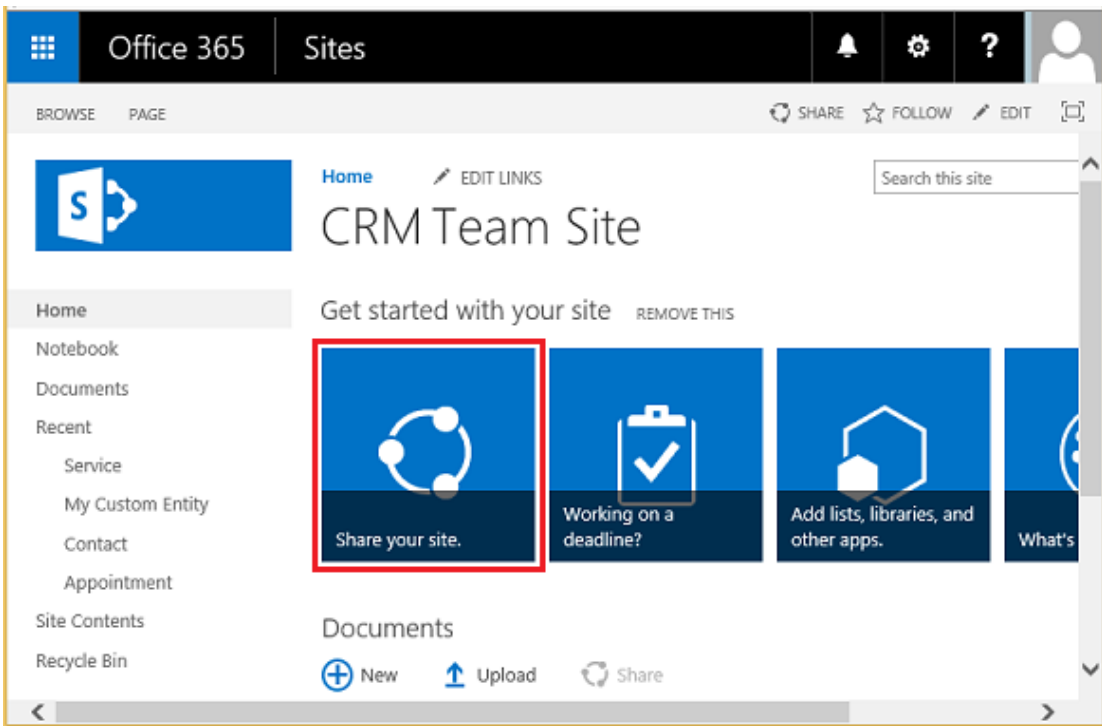 Office 365 Sites ?
BROWSE PAGE SHARE FOLLOW EDIT
S
Home EDIT LINKS Search this site
CRM Team Site
Get started with your site REMOVE THIS
Home
Notebook
Documents
Recent
Service
My Custom Entity
Contact
Appointment
Site Contents
Recycle Bin
Share your site.
Working on a
deadline?
Add lists, libraries, and
other apps.
What's
Documents
New Upload Share